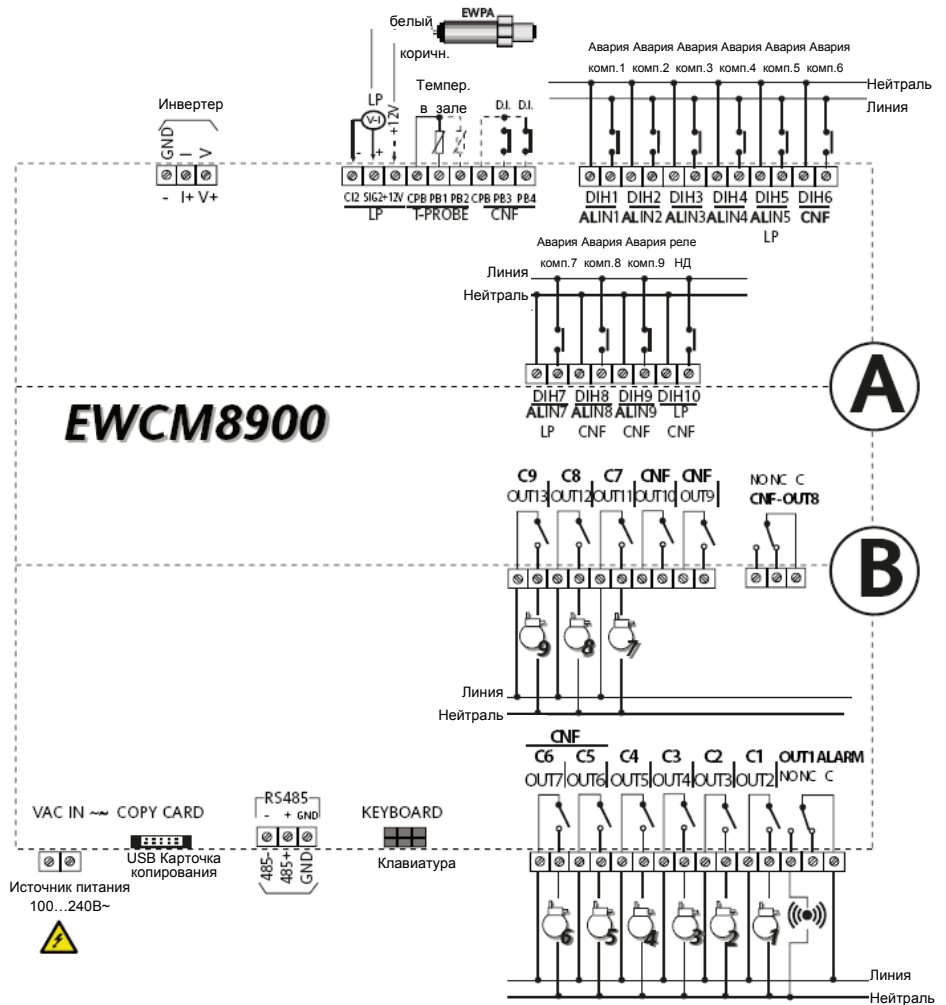 EWPA
белый
коричн.
Авария Авария Авария Авария Авария Авария
комп.1 комп.2 комп.3 комп.4 комп.5 комп.6
Нейтраль
Линия
Инвертер
GND I V
- I+ V+
LP
V-I
- +
+12V
Темпер.
в зале
D.I. D.I.
CI2 SIG2 +12V CPB PB1 PB2 CPB PB3 PB4
LP T-PROBE CNF
DIH1 DIH2 DIH3 DIH4 DIH5 DIH6
ALIN1 ALIN2 ALIN3 ALIN4 ALIN5 CNF
LP
Авария Авария Авария реле
комп.7 комп.8 комп.9 НД
Линия
Нейтраль
DIH7 DIH8 DIH9 DIH10
ALIN7 ALIN8 ALIN9 LP
LP CNF CNF CNF
A
EWCM8900
C9 C8 C7 CNF CNF
OUT13 OUT12 OUT11 OUT10 OUT9
NO NC C
CNF-OUT8
B
9 8 7
Линия
Нейтраль
CNF
C6 C5 C4 C3 C2 C1 OUT1 ALARM
OUT7 OUT6 OUT5 OUT4 OUT3 OUT2 NO NC C
VAC IN ~~ COPY CARD
RS485
- + GND
KEYBOARD
USB Карточка
копирования
485- 485+ GND
Клавиатура
Источник питания
100...240В~
6 5 4 3 2 1
Линия
Нейтраль